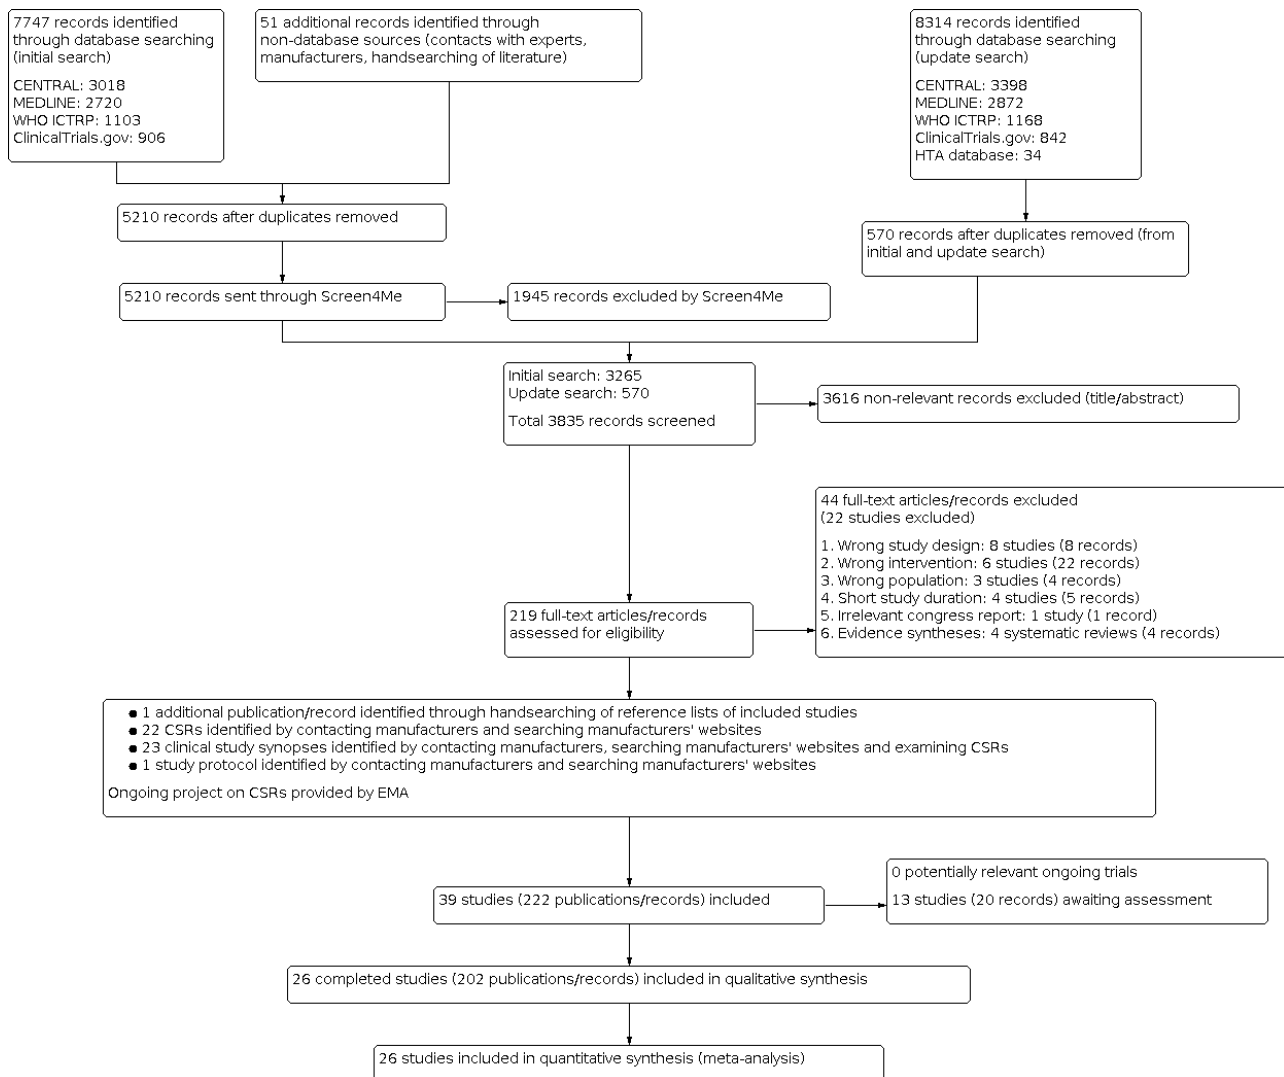 7747 records identified
through database searching
(initial search)
CENTRAL: 3018
MEDLINE: 2720
WHO ICTRP: 1103
ClinicalTrials.gov: 906
51 additional records identified through
non-database sources (contacts with experts,
manufacturers, handsearching of literature)
8314 records identified
through database searching
(update search)
CENTRAL: 3398
MEDLINE: 2872
WHO ICTRP: 1168
ClinicalTrials.gov: 842
HTA database: 34
5210 records after duplicates removed
570 records after duplicates removed (from
initial and update search)
5210 records sent through Screen4Me
1945 records excluded by Screen4Me
Initial search: 3265
Update search: 570
Total 3835 records screened
3616 non-relevant records excluded (title/abstract)
44 full-text articles/records excluded
(22 studies excluded)
1. Wrong study design: 8 studies (8 records)
2. Wrong intervention: 6 studies (22 records)
3. Wrong population: 3 studies (4 records)
4. Short study duration: 4 studies (5 records)
5. Irrelevant congress report: 1 study (1 record)
6. Evidence syntheses: 4 systematic reviews (4 records)
219 full-text articles/records
assessed for eligibility
● 1 additional publication/record identified through handsearching of reference lists of included studies
● 22 CSRs identified by contacting manufacturers and searching manufacturers' websites
● 23 clinical study synopses identified by contacting manufacturers, searching manufacturers' websites and examining CSRs
● 1 study protocol identified by contacting manufacturers and searching manufacturers' websites
Ongoing project on CSRs provided by EMA
39 studies (222 publications/records) included
0 potentially relevant ongoing trials
13 studies (20 records) awaiting assessment
26 completed studies (202 publications/records) included in qualitative synthesis
26 studies included in quantitative synthesis (meta-analysis)